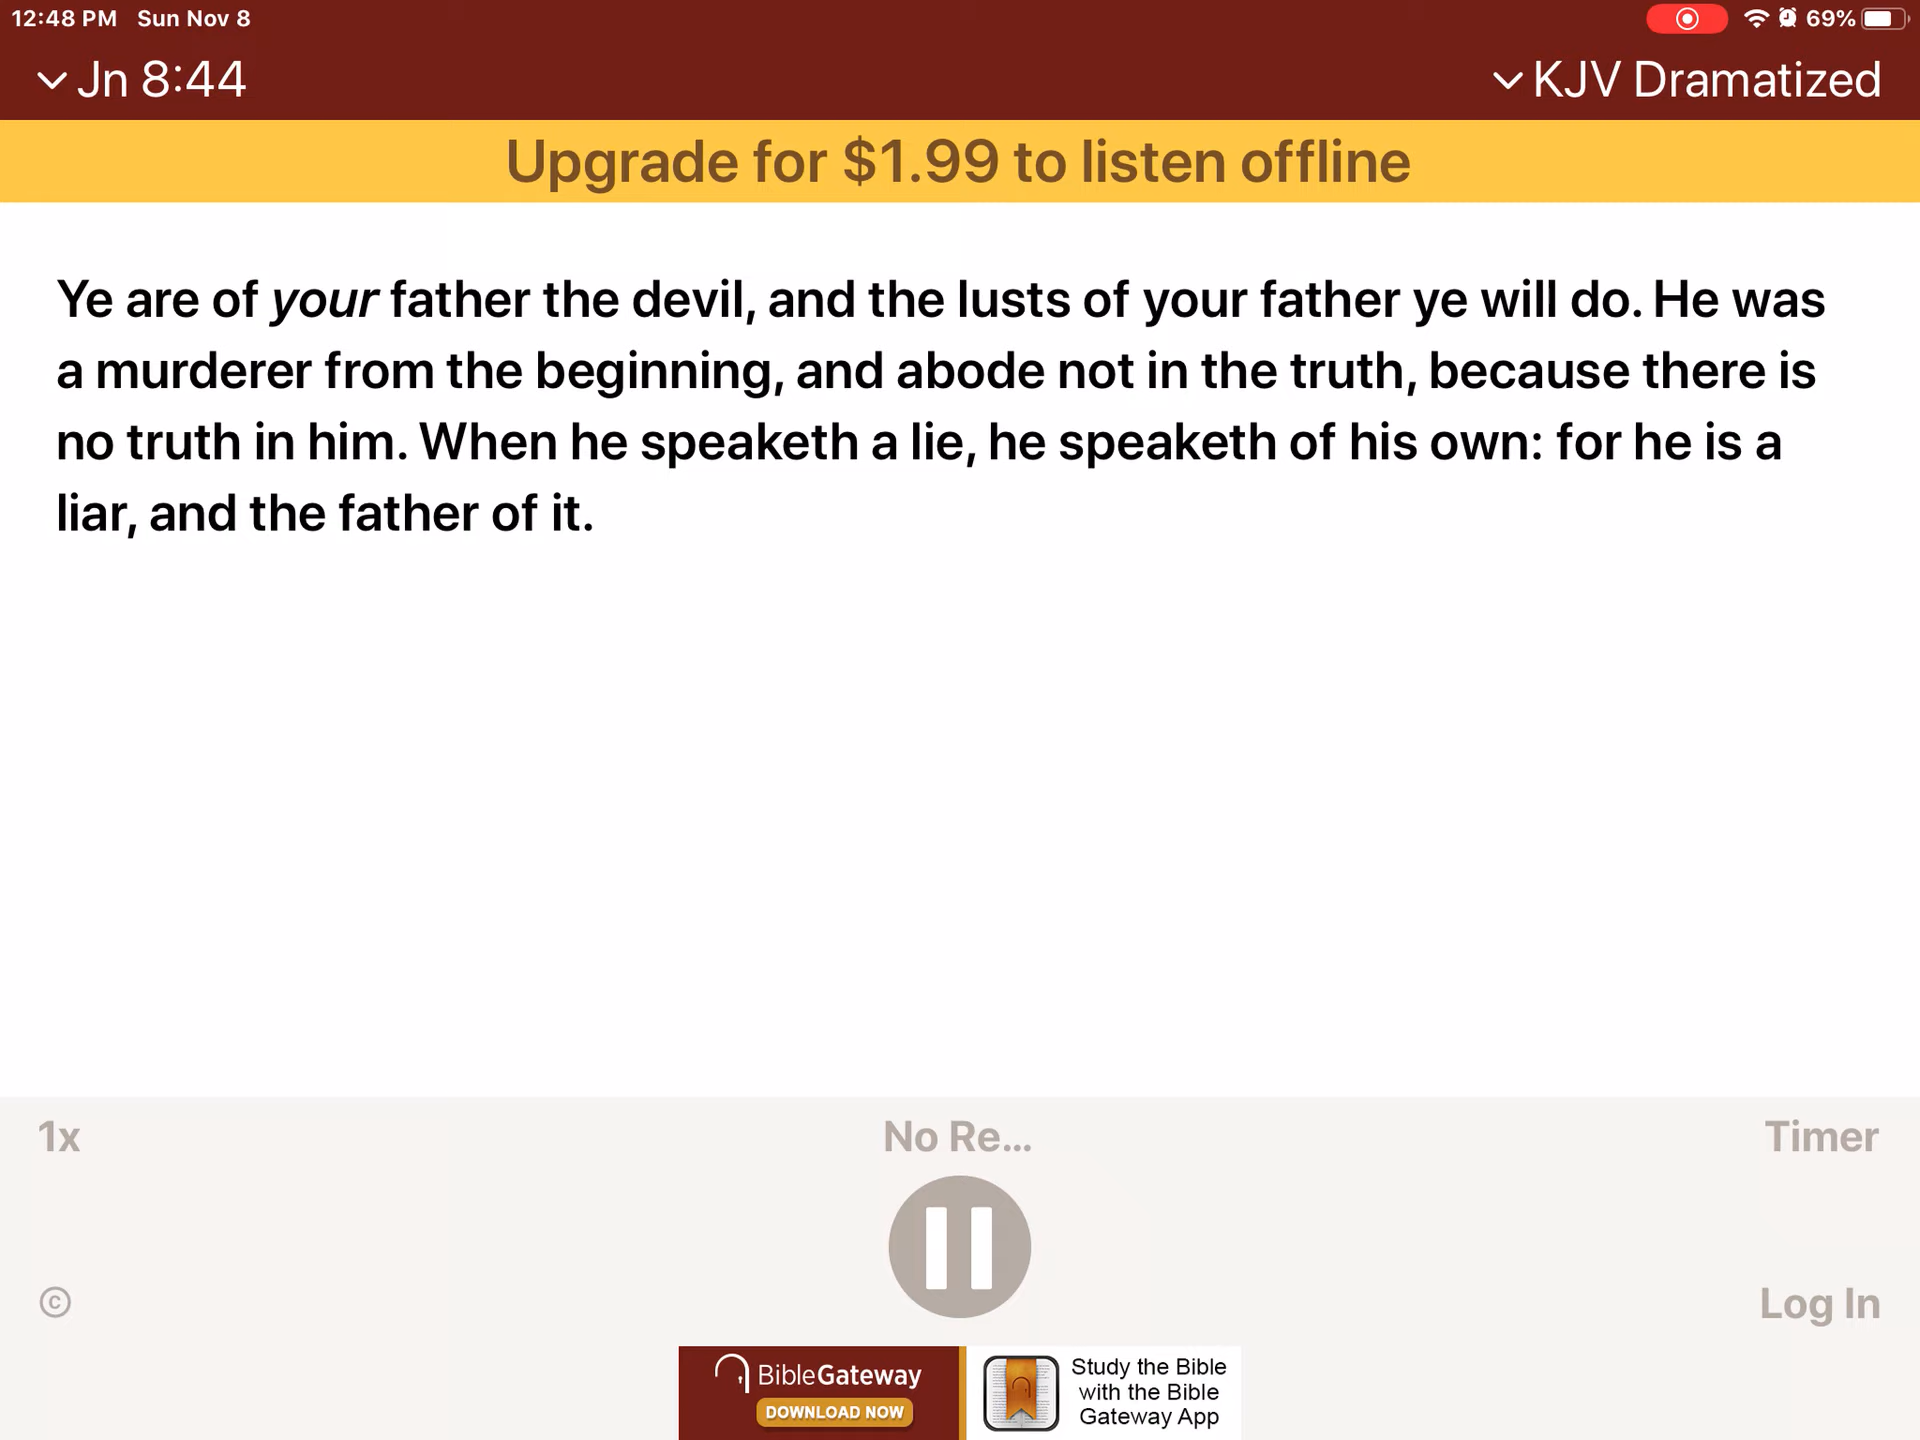 12:48 PM Sun Nov 8 69%
Jn 8:44 KJV Dramatized
Upgrade for $1.99 to listen offline
Ye are of your father the devil, and the lusts of your father ye will do. He was
a murderer from the beginning, and abode not in the truth, because there is
no truth in him. When he speaketh a lie, he speaketh of his own: for he is a
liar, and the father of it.
1x No Re... Timer
© Log In
BibleGateway
DOWNLOAD NOW
Study the Bible
with the Bible
Gateway App